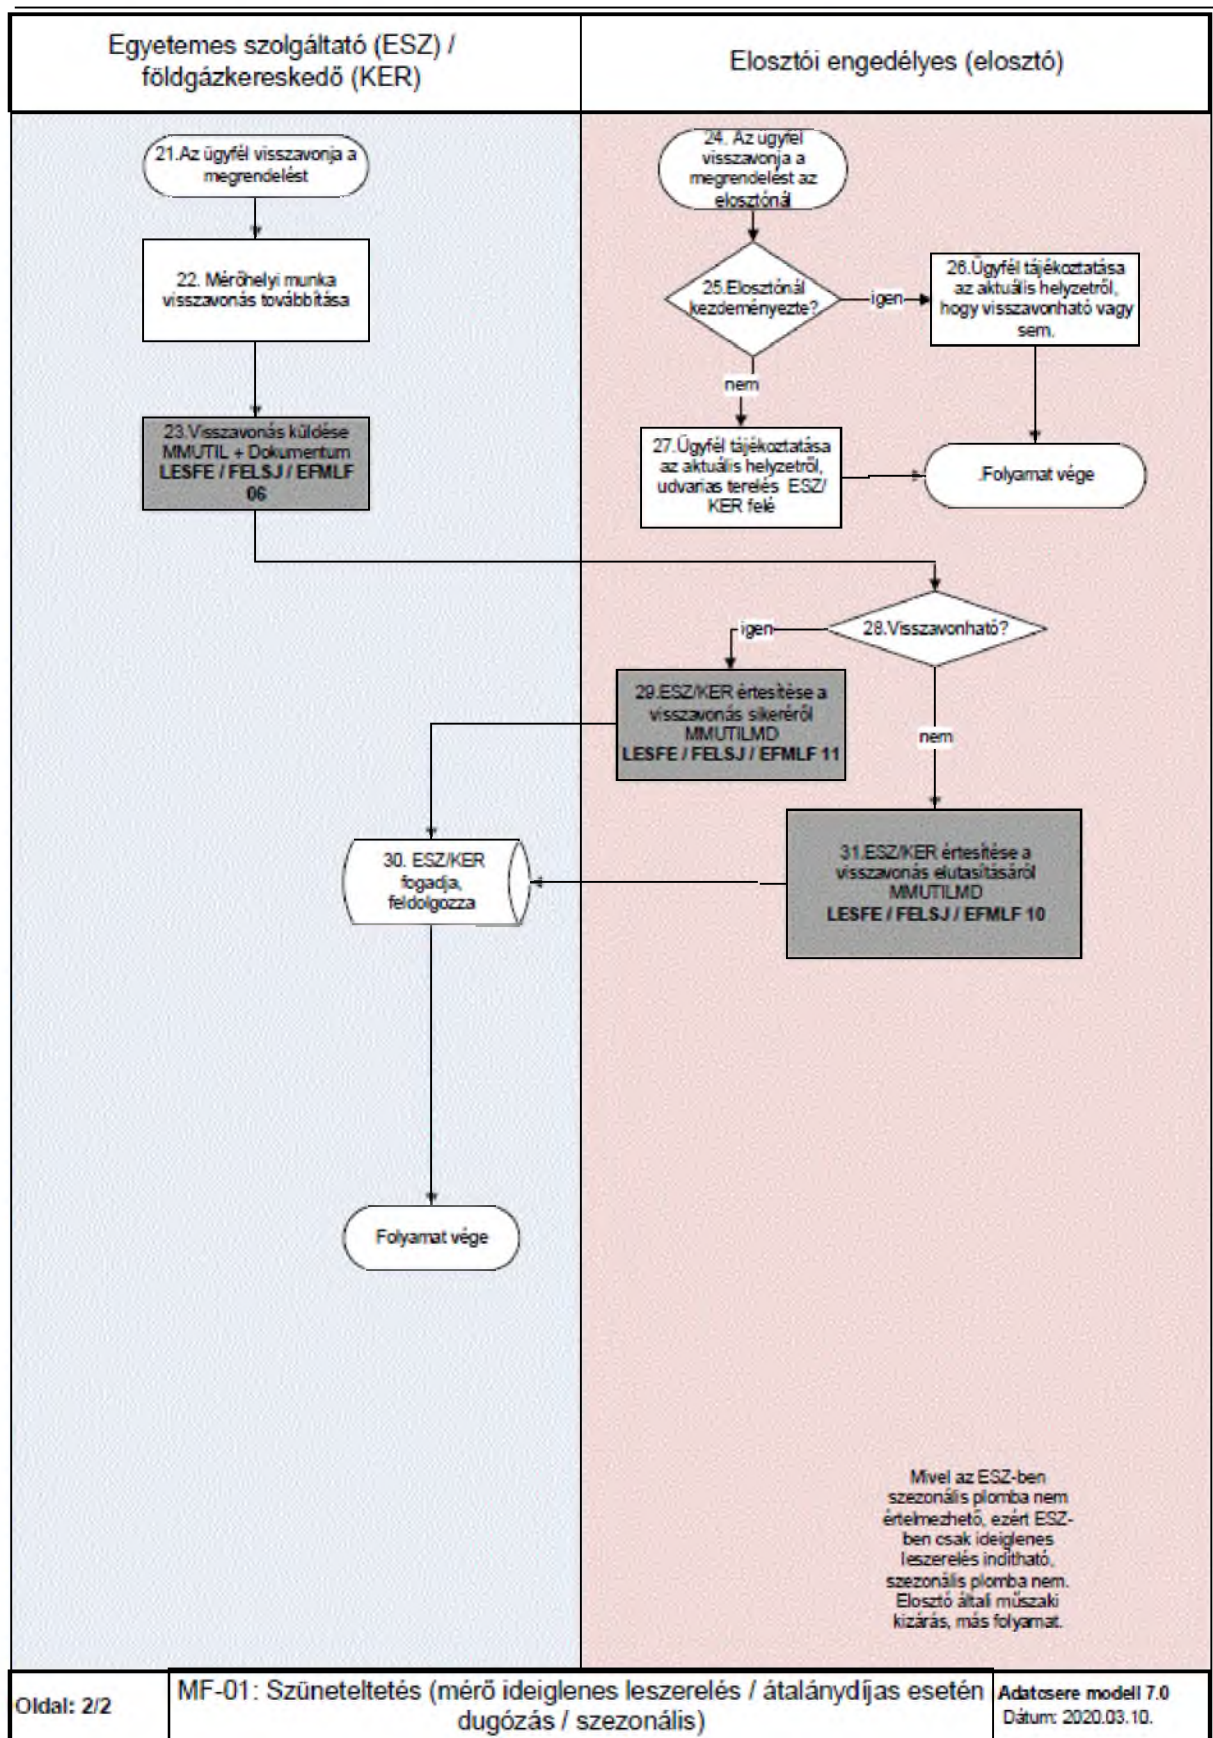 Egyetemes szolgáltató (ESZ) /
földgázkereskedő (KER)
Elosztói engedélyes (elosztó)
21.Az ügyfél visszavonja a
megrendelést
22. Mérőhelyi munka
visszavonás továbbítása
23.Visszavonás küldése
MMUTIL + Dokumentum
LESFE / FELSJ / EFMLF
06
24. Az ügyfél
visszavonja a
megrendelést az
elosztónál
25.Elosztónál
kezdeményezte?
igen
26.Ügyfél tájékoztatása
az aktuális helyzetről,
hogy visszavonható vagy
sem.
nem
27.Ügyfél tájékoztatása
az aktuális helyzetről,
udvarias terelés ESZ/
KER felé
.Folyamat vége
28.Visszavonható?
igen
29.ESZ/KER értesítése a
visszavonás sikeréről
MMUTILMD
LESFE / FELSJ / EFMLF 11
nem
30. ESZ/KER
fogadja,
feldolgozza
31.ESZ/KER értesítése a
visszavonás elutasításáról
MMUTILMD
LESFE / FELSJ / EFMLF 10
Folyamat vége
Mivel az ESZ-ben
szezonális plomba nem
értelmezhető, ezért ESZ-
ben csak ideiglenes
leszerelés indítható,
szezonális plomba nem.
Elosztó általi műszaki
kizárás, más folyamat.
Oldal: 2/2
MF-01: Szüneteltetés (mérő ideiglenes leszerelés / átalánydíjas esetén
dugózás / szezonális)
Adatcsere modell 7.0
Dátum: 2020.03.10.